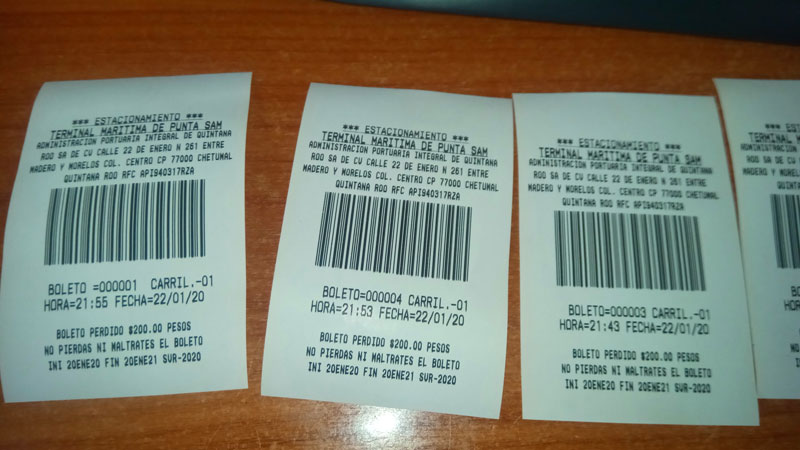 *** ESTACIONAMIENTO ***
TERMINAL MARITIMA DE PUNTA SAM
ADMINISTRACION PORTUARIA INTEGRAL DE QUINTANA
ROO SA DE CU CALLE 22 DE ENERO N 261 ENTRE
MADERO Y MORELOS COL. CENTRO CP 77000 CHETUMAL
QUINTANA ROO RFC API940317RZA
BOLETO =000001 CARRIL.-01
HORA=21:55 FECHA=22/01/20
BOLETO PERDIDO $200.00 PESOS
NO PIERDAS NI MALTRATES EL BOLETO
INI 20ENE20 FIN 20ENE21 SVR-2020
*** ESTACIONAMIENTO ***
TERMINAL MARITIMA DE PUNTA SAM
ADMINISTRACION PORTUARIA INTEGRAL DE QUINTANA
ROO SA DE CU CALLE 22 DE ENERO N 261 ENTRE
MADERO Y MORELOS COL. CENTRO CP 77000 CHETUMAL
QUINTANA ROO RFC API940317RZA
BOLETO=000004 CARRIL.-01
HORA=21:53 FECHA=22/01/20
BOLETO PERDIDO $200.00 PESOS
NO PIERDAS NI MALTRATES EL BOLETO
INI 20ENE20 FIN 20ENE21 SVR-2020
*** ESTACIONAMIENTO ***
TERMINAL MARITIMA DE PUNTA SAM
ADMINISTRACION PORTUARIA INTEGRAL DE QUINTANA
ROO SA DE CU CALLE 22 DE ENERO N 261 ENTRE
MADERO Y MORELOS COL. CENTRO CP 77000 CHETUMAL
QUINTANA ROO RFC API940317RZA
BOLETO=000003 CARRIL.-01
HORA=21:43 FECHA=22/01/20
BOLETO PERDIDO $200.00 PESOS
NO PIERDAS NI MALTRATES EL BOLETO
INI 20ENE20 FIN 20ENE21 SVR-2020
***
TERMINAL
ADMINISTRACION
ROO SA DE
MADERO Y